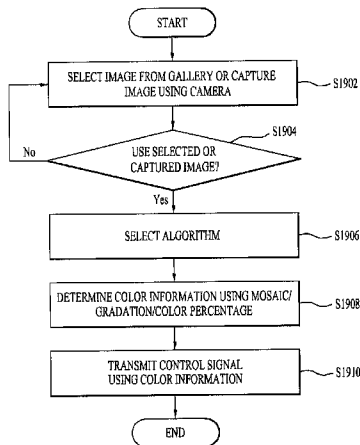 START
SELECT IMAGE FROM GALLERY OR CAPTURE
IMAGE USING CAMERA
S1902
S1904
USE SELECTED OR
CAPTURED IMAGE?
No
Yes
SELECT ALGORITHM
S1906
DETERMINE COLOR INFORMATION USING MOSAIC/
GRADATION/COLOR PERCENTAGE
S1908
TRANSMIT CONTROL SIGNAL
USING COLOR INFORMATION
S1910
END